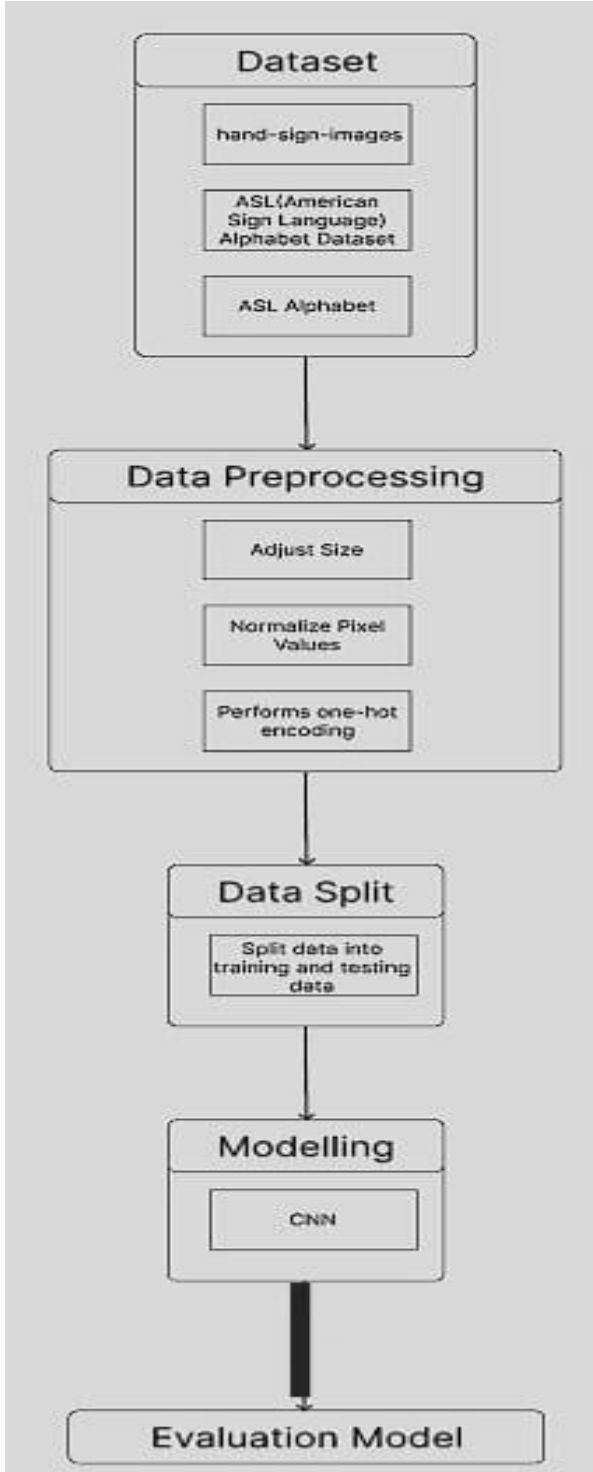 Dataset
hand-sign-images
ASL(American
Sign Language)
Alphabet Dataset
ASL Alphabet
Data Preprocessing
Adjust Size
Normalize Pixel
Values
Performs one-hot
encoding
Data Split
Split data into
training and testing
data
Modelling
CNN
Evaluation Model